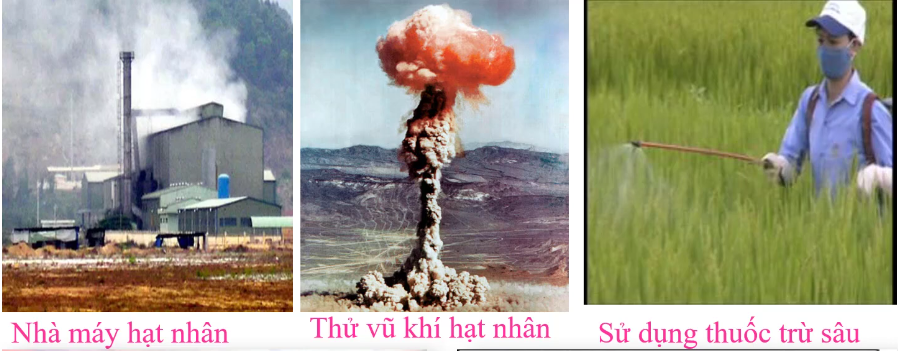 Nhà máy hạt nhân
Thử vũ khí hạt nhân
Sử dụng thuốc trừ sâu